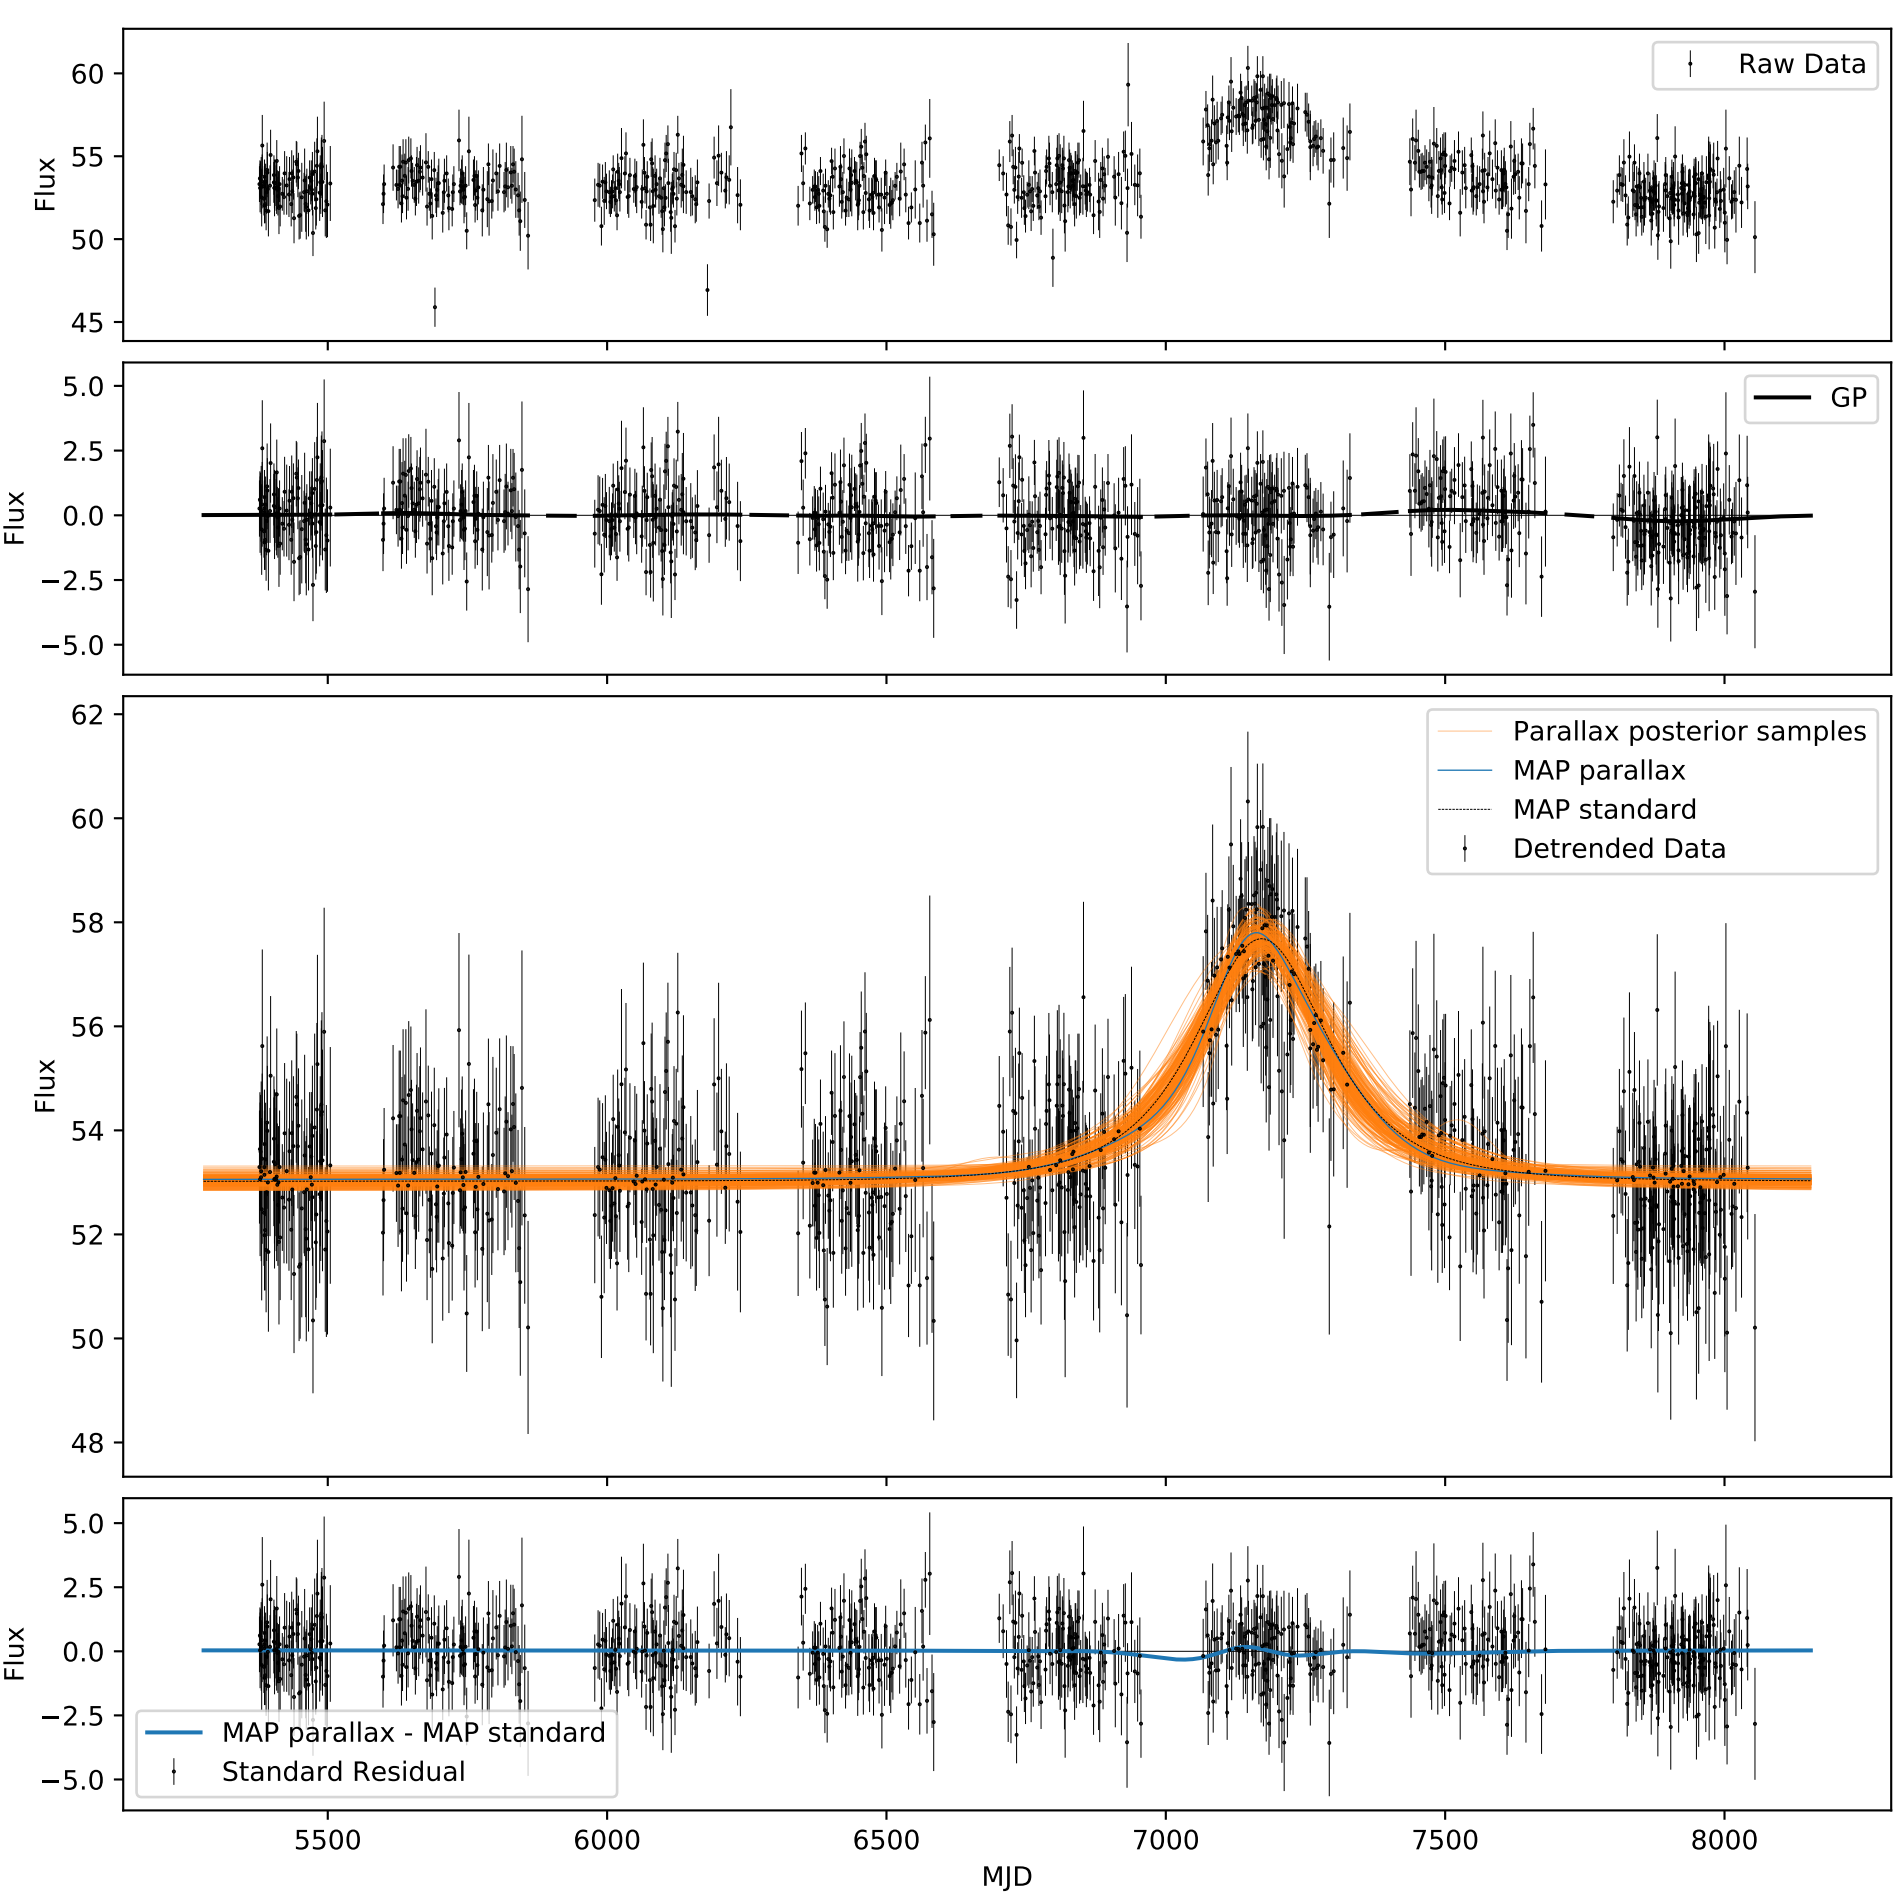 60
55
50
45
Flux
Raw Data
5.0
2.5
0.0
−2.5
−5.0
Flux
GP
62
60
58
56
54
52
50
48
Flux
Parallax posterior samples
MAP parallax
MAP standard
Detrended Data
5.0
2.5
0.0
−2.5
−5.0
Flux
MAP parallax - MAP standard
Standard Residual
5500 6000 6500 7000 7500 8000
MJD